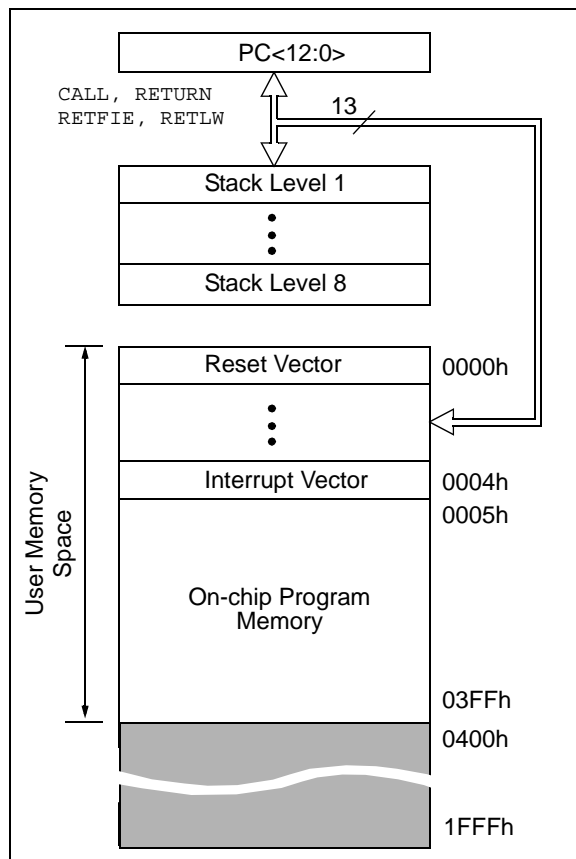 PC<12:0>
CALL, RETURN
RETFIE, RETLW
13
Stack Level 1
Stack Level 8
Reset Vector
0000h
Interrupt Vector
0004h
0005h
User Memory
Space
On-chip Program
Memory
03FFh
0400h
1FFFh